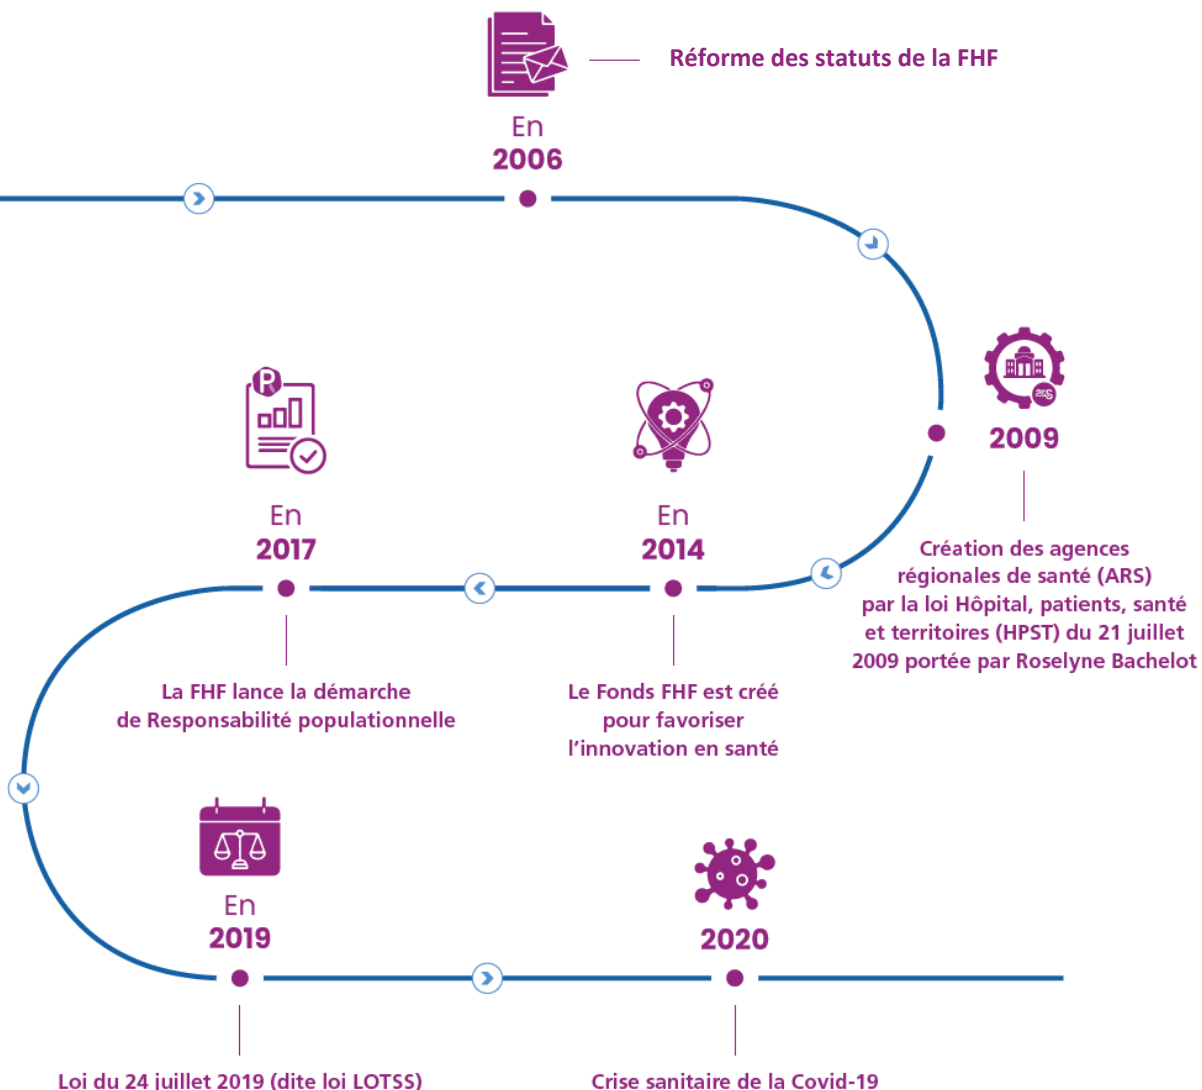 Réforme des statuts de la FHF
En
2006
2009
Création des agences
régionales de santé (ARS)
par la loi Hôpital, patients, santé
et territoires (HPST) du 21 juillet
2009 portée par Roselyne Bachelot
En
2014
Le Fonds FHF est créé
pour favoriser
l'innovation en santé
R
En
2017
La FHF lance la démarche
de Responsabilité populationnelle
En
2019
Loi du 24 juillet 2019 (dite loi LOTSS)
2020
Crise sanitaire de la Covid-19